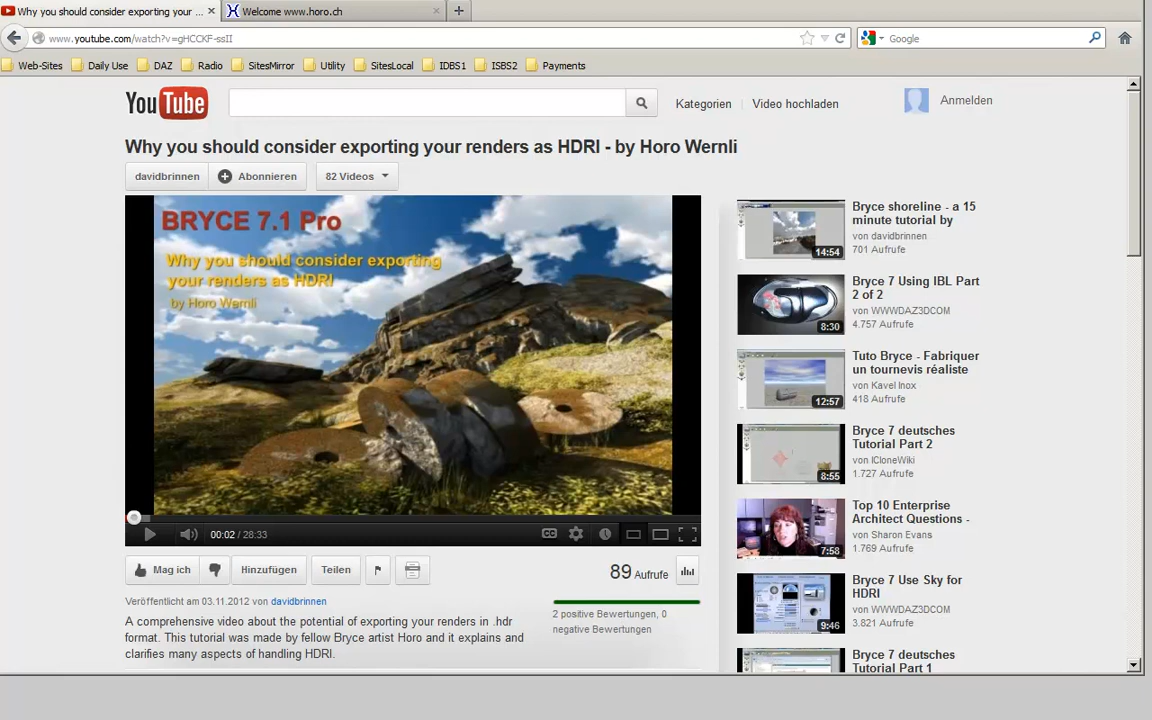 Why you should consider exporting your ...
Welcome www.horo.ch
www.youtube.com/watch?v=gHCCKF-ssII
Google
Web-Sites
Daily Use
DAZ
Radio
SitesMirror
Utility
SitesLocal
IDBS1
ISBS2
Payments
YouTube
Kategorien
Video hochladen
Anmelden
Why you should consider exporting your renders as HDRI - by Horo Wernli
davidbrinnen
Abonnieren
82 Videos
BRYCE 7.1 Pro
Why you should consider exporting
your renders as HDRI
by Horo Wernli
00:02 / 28:33
CC
Mag ich
Hinzufügen
Teilen
89 Aufrufe
Veröffentlicht am 03.11.2012 von davidbrinnen
2 positive Bewertungen, 0
negative Bewertungen
A comprehensive video about the potential of exporting your renders in .hdr
format. This tutorial was made by fellow Bryce artist Horo and it explains and
clarifies many aspects of handling HDRI.
Bryce shoreline - a 15
minute tutorial by
von davidbrinnen
701 Aufrufe
14:54
Bryce 7 Using IBL Part
2 of 2
von WWWDAZ3DCOM
4.757 Aufrufe
8:30
Tuto Bryce - Fabriquer
un tournevis réaliste
von Kavel Inox
418 Aufrufe
12:57
Bryce 7 deutsches
Tutorial Part 2
von ICloneWiki
1.727 Aufrufe
8:55
Top 10 Enterprise
Architect Questions -
von Sharon Evans
1.769 Aufrufe
7:58
Bryce 7 Use Sky for
HDRI
von WWWDAZ3DCOM
3.821 Aufrufe
9:46
Bryce 7 deutsches
Tutorial Part 1